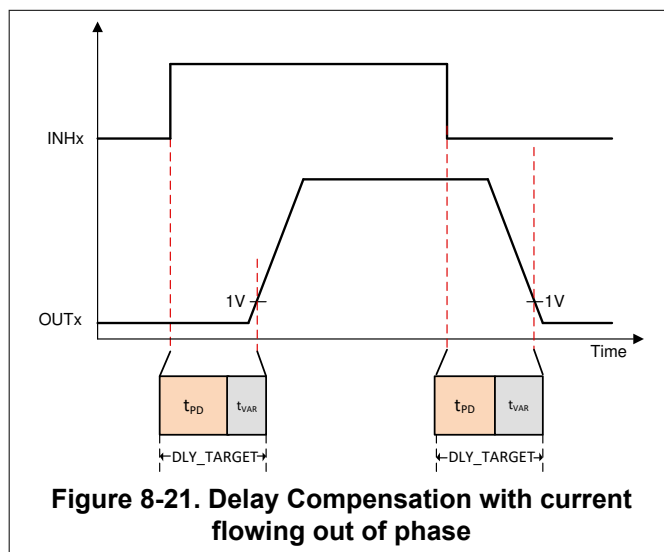 INHx
1V
1V
OUTx
Time
tPD
tVAR
tPD
tVAR
DLY_TARGET
DLY_TARGET
Figure 8-21. Delay Compensation with current
flowing out of phase